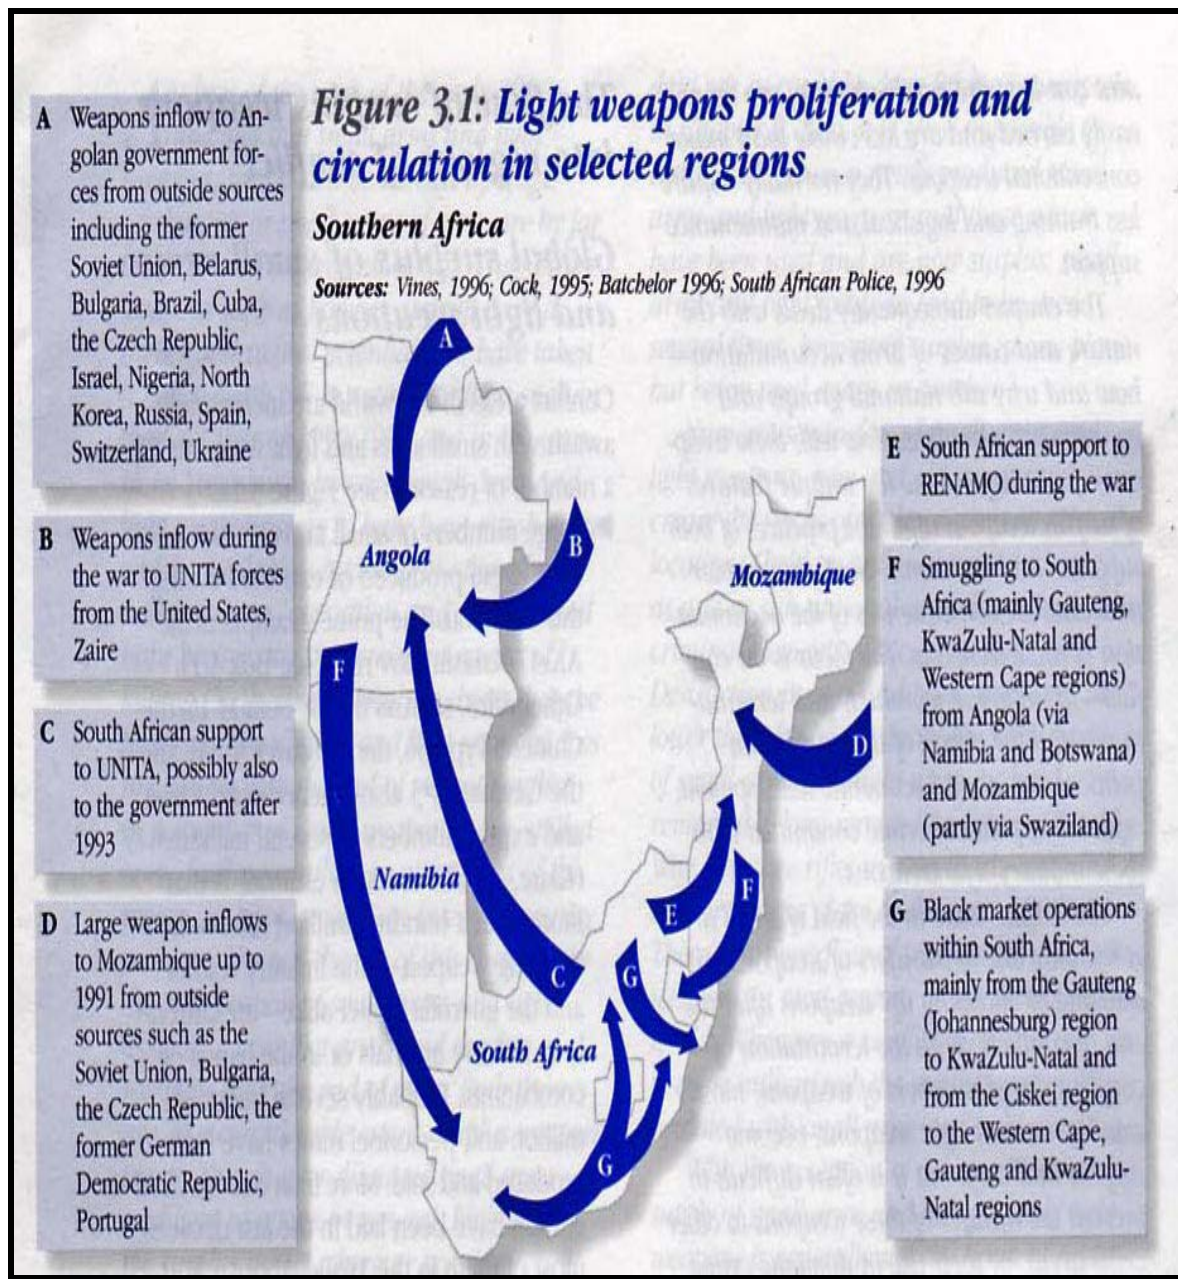 Figure 3.1: Light weapons proliferation and
circulation in selected regions
Southern Africa
Sources: Vines, 1996; Cock, 1995; Batchelor 1996; South African Police, 1996
A Weapons inflow to An-
golan government for-
ces from outside sources
including the former
Soviet Union, Belarus,
Bulgaria, Brazil, Cuba,
the Czech Republic,
Israel, Nigeria, North
Korea, Russia, Spain,
Switzerland, Ukraine
B Weapons inflow during
the war to UNITA forces
from the United States,
Zaire
C South African support
to UNITA, possibly also
to the government after
1993
D Large weapon inflows
to Mozambique up to
1991 from outside
sources such as the
Soviet Union, Bulgaria,
the Czech Republic, the
former German
Democratic Republic,
Portugal
A
Angola
B
F
Namibia
C
South Africa
Mozambique
D
E
F
G
G
E South African support to
RENAMO during the war
F Smuggling to South
Africa (mainly Gauteng,
KwaZulu-Natal and
Western Cape regions)
from Angola (via
Namibia and Botswana)
and Mozambique
(partly via Swaziland)
G Black market operations
within South Africa,
mainly from the Gauteng
(Johannesburg) region
to KwaZulu-Natal and
from the Ciskei region
to the Western Cape,
Gauteng and KwaZulu-
Natal regions